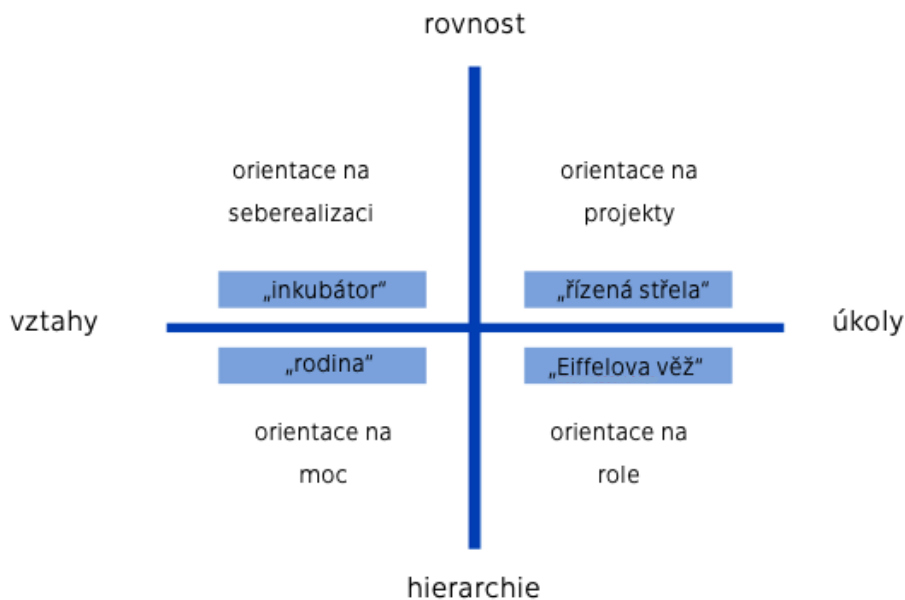 rovnost
orientace na
seberealizaci
orientace na
projekty
„inkubátor“
„řízená střela“
vztahy
úkoly
„rodina“
„Eiffelova věž“
orientace na
moc
orientace na
role
hierarchie